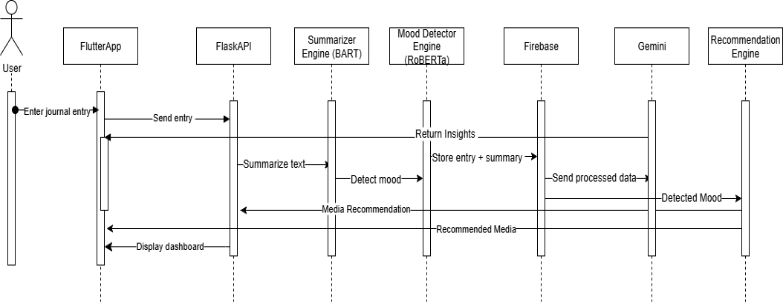 User
FlutterApp
FlaskAPI
Summarizer
Engine (BART)
Mood Detector
Engine
(RoBERTa)
Firebase
Gemini
Recommendation
Engine
Enter journal entry
Send entry
Return Insights
Store entry + summary
Summarize text
Detect mood
Send processed data
Detected Mood
Media Recommendation
Recommended Media
Display dashboard